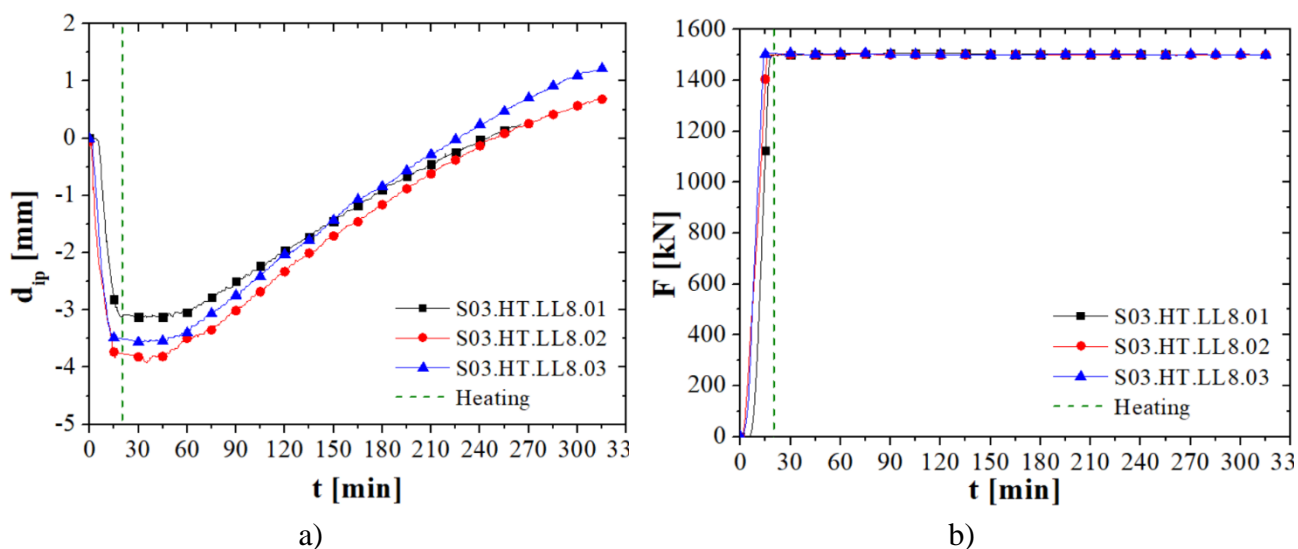 2
1
0
-1
-2
-3
-4
-5
d_ip [mm]
S03.HT.LL8.01
S03.HT.LL8.02
S03.HT.LL8.03
Heating
0 30 60 90 120 150 180 210 240 270 300 33
t [min]
a)
1600
1400
1200
1000
800
600
400
200
0
F [kN]
S03.HT.LL8.01
S03.HT.LL8.02
S03.HT.LL8.03
Heating
0 30 60 90 120 150 180 210 240 270 300 33
t [min]
b)